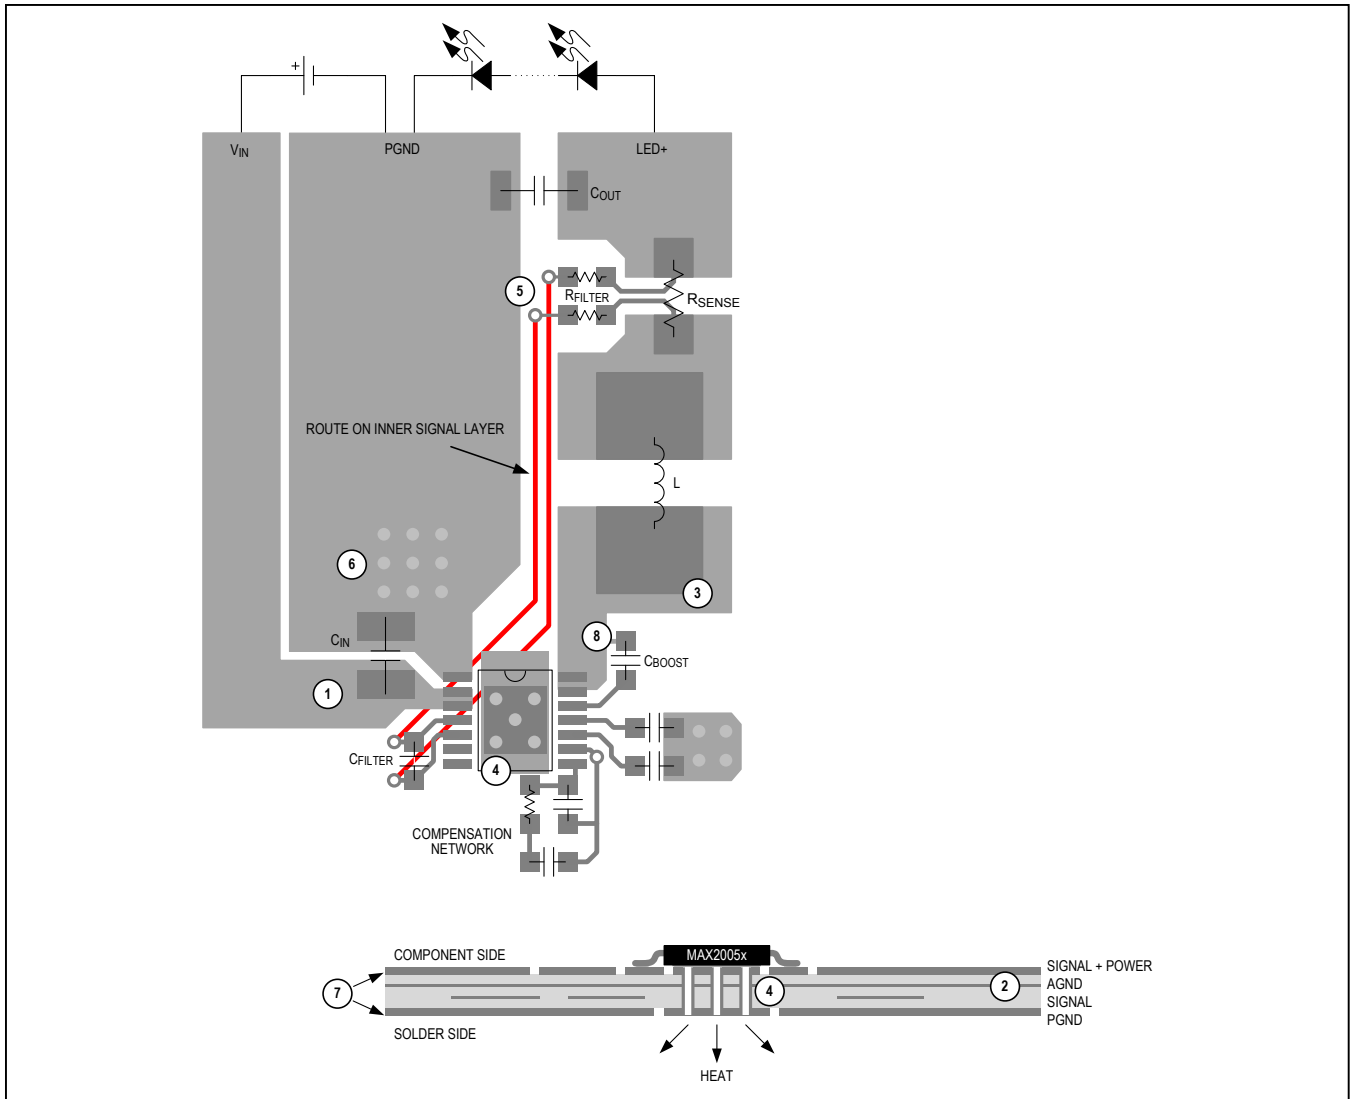 +
VIN
PGND
LED+
COUT
5
RFILTER
RSENSE
ROUTE ON INNER SIGNAL LAYER
L
6
3
CIN
8
CBOOST
1
CFILTER
4
COMPENSATION
NETWORK
COMPONENT SIDE
MAX2005x
SIGNAL + POWER
7
4
2
AGND
SIGNAL
PGND
SOLDER SIDE
HEAT